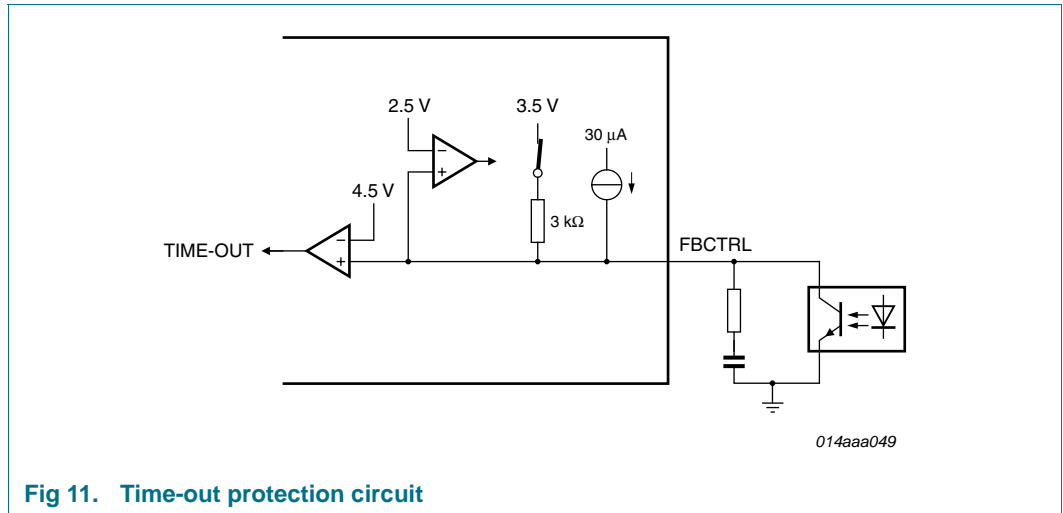 2.5 V
3.5 V
30 μA
−
+
4.5 V
3 kΩ
TIME-OUT
−
+
FBCTRL
014aaa049
Fig 11. Time-out protection circuit